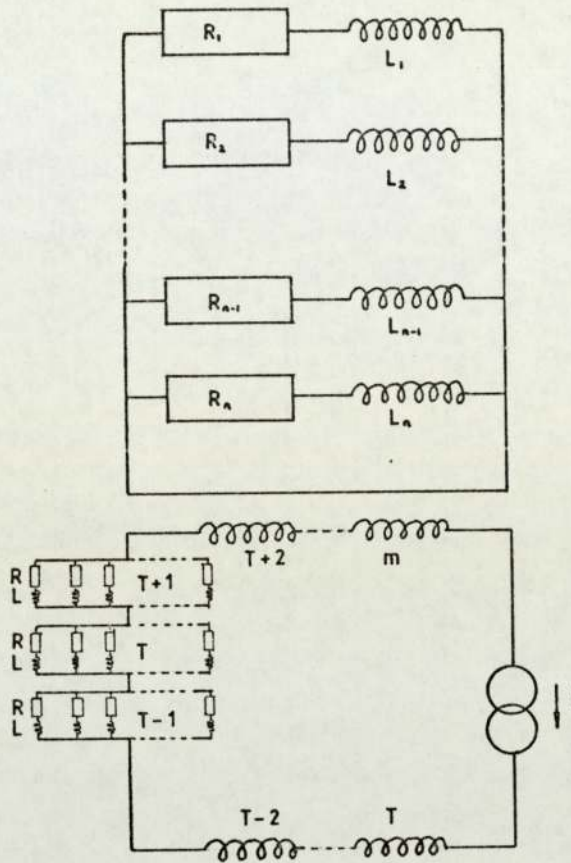 R₁
L₁
R₂
L₂
Rₙ₋₁
Lₙ₋₁
Rₙ
Lₙ
T+2 m
R
L T+1
R
L T
R
L T-1
T-2 T